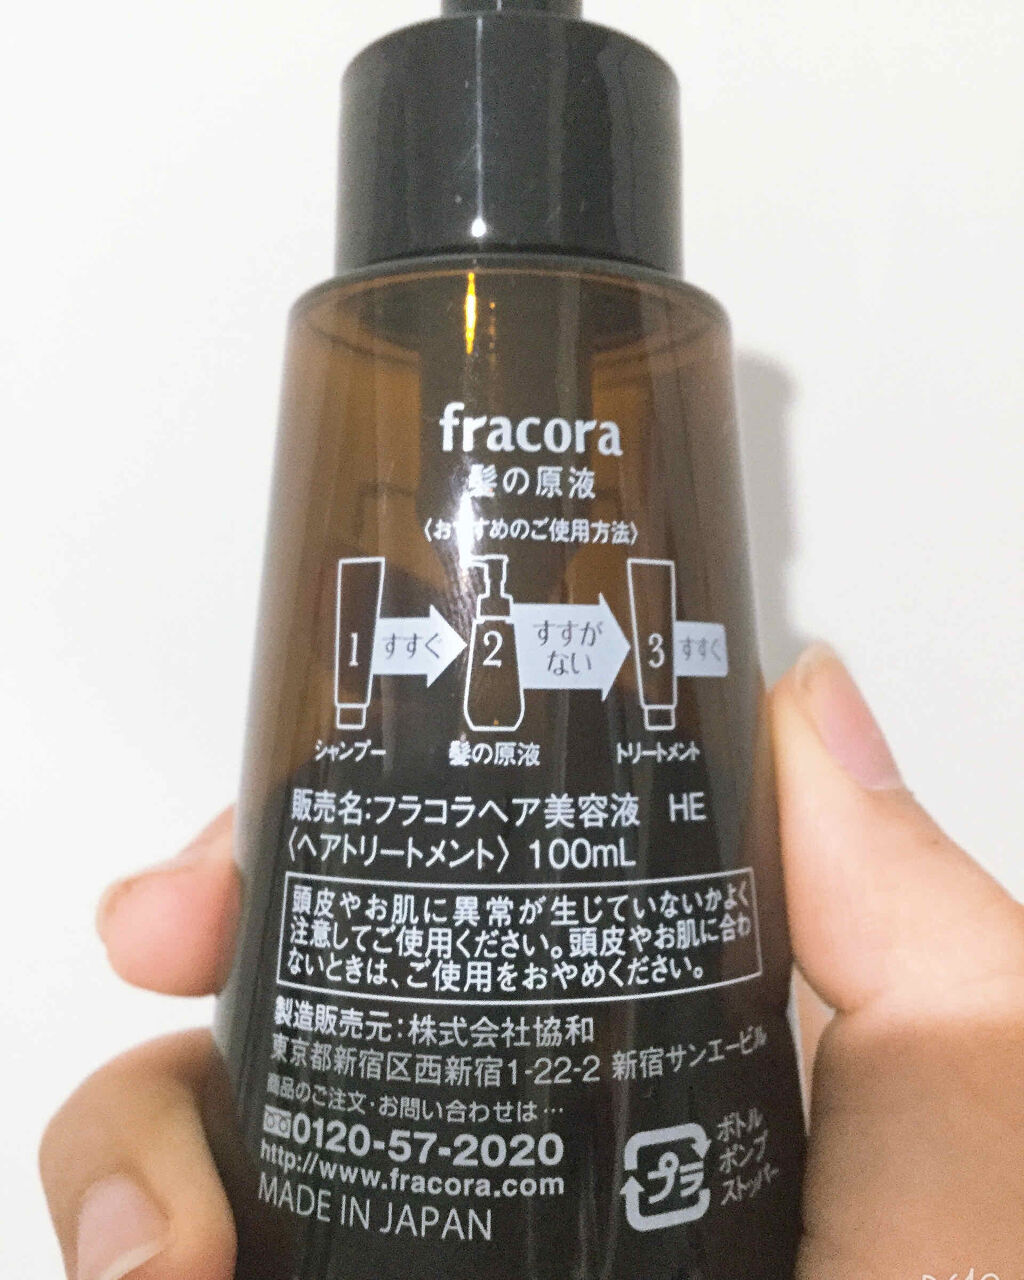 fracora
髪の原液
〈おすすめのご使用方法〉
1 すすぐ 2 すすがない 3 すすぐ
シャンプー 髪の原液 トリートメント
販売名:フラコラヘア美容液 HE
〈ヘアトリートメント〉 100mL
頭皮やお肌に異常が生じていないかよく
注意してご使用ください。頭皮やお肌に合わ
ないときは、ご使用をおやめください。
製造販売元:株式会社協和
東京都新宿区西新宿1-22-2 新宿サンエービル
商品のご注文・お問い合わせは…
0120-57-2020
http://www.fracora.com
MADE IN JAPAN
プラ
ボトル
ポンプ
ストッパー